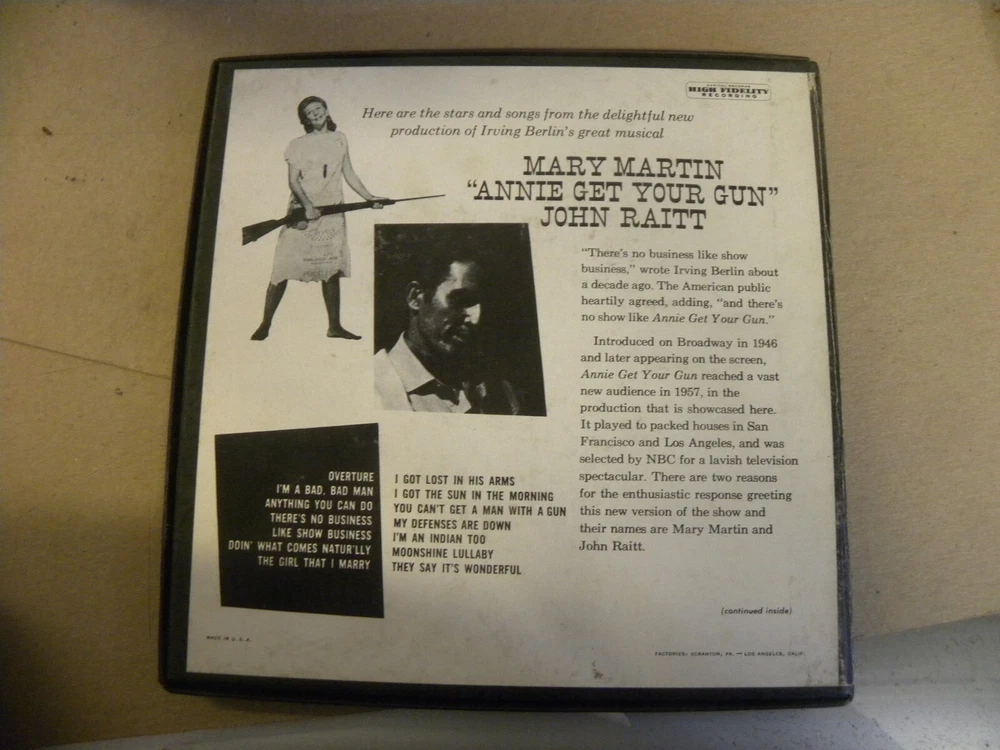 HIGH FIDELITY
RECORDING
Here are the stars and songs from the delightful new
production of Irving Berlin's great musical
MARY MARTIN
"ANNIE GET YOUR GUN"
JOHN RAITT
"There's no business like show
business," wrote Irving Berlin about
a decade ago. The American public
heartily agreed, adding, "and there's
no show like Annie Get Your Gun."
Introduced on Broadway in 1946
and later appearing on the screen,
Annie Get Your Gun reached a vast
new audience in 1957, in the
production that is showcased here.
It played to packed houses in San
Francisco and Los Angeles, and was
selected by NBC for a lavish television
spectacular. There are two reasons
for the enthusiastic response greeting
this new version of the show and
their names are Mary Martin and
John Raitt.
(continued inside)
OVERTURE
I'M A BAD, BAD MAN
ANYTHING YOU CAN DO
THERE'S NO BUSINESS
LIKE SHOW BUSINESS
DOIN' WHAT COMES NATUR'LLY
THE GIRL THAT I MARRY
I GOT LOST IN HIS ARMS
I GOT THE SUN IN THE MORNING
YOU CAN'T GET A MAN WITH A GUN
MY DEFENSES ARE DOWN
I'M AN INDIAN TOO
MOONSHINE LULLABY
THEY SAY IT'S WONDERFUL
MADE IN U.S.A.
FACTORIES: SCRANTON, PA. — LOS ANGELES, CALIF.